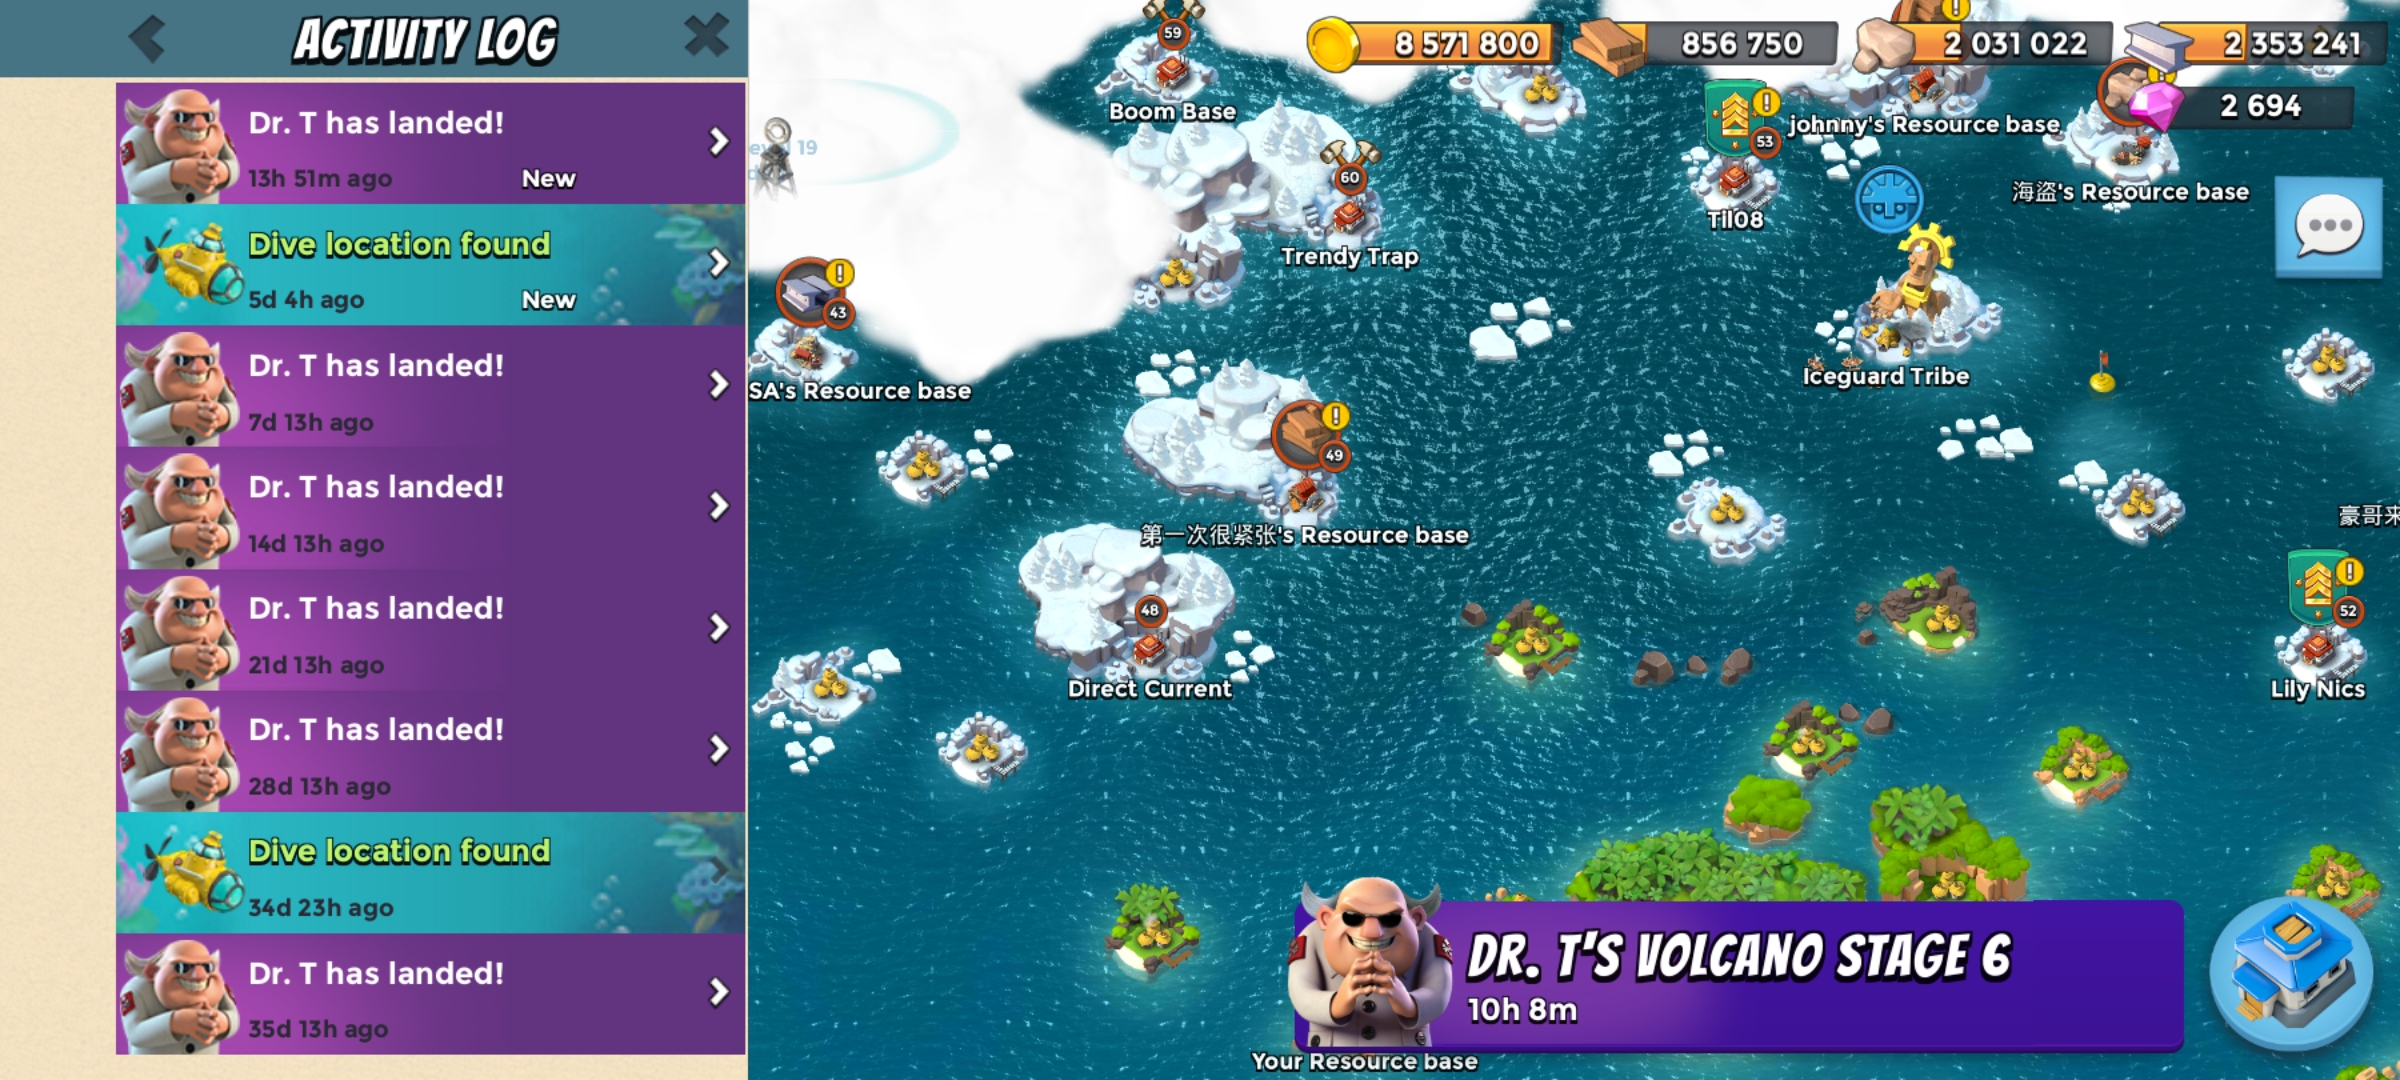 ACTIVITY LOG
Dr. T has landed!
13h 51m ago
New
Dive location found
5d 4h ago
New
Dr. T has landed!
7d 13h ago
Dr. T has landed!
14d 13h ago
Dr. T has landed!
21d 13h ago
Dr. T has landed!
28d 13h ago
Dive location found
34d 23h ago
Dr. T has landed!
35d 13h ago
8 571 800
856 750
2 031 022
2 353 241
2 694
59
Boom Base
60
Trendy Trap
53
Til08
johnny's Resource base
海盗's Resource base
19
43
SA's Resource base
Iceguard Tribe
49
第一次很紧张's Resource base
48
Direct Current
豪哥来
52
Lily Nics
DR. T'S VOLCANO STAGE 6
10h 8m
Your Resource base